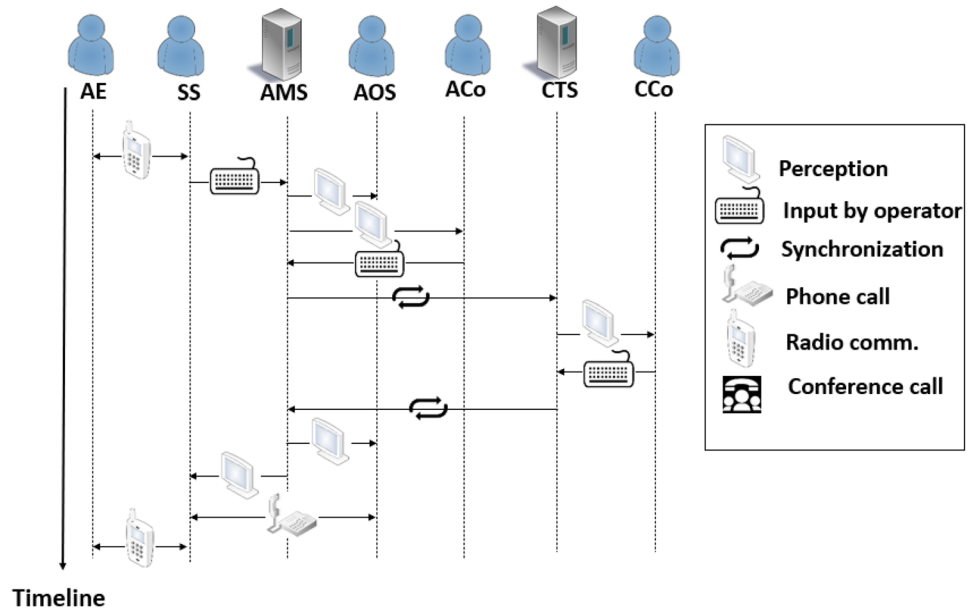 AE SS AMS AOS ACo CTS CCo
Perception
Input by operator
Synchronization
Phone call
Radio comm.
Conference call
Timeline